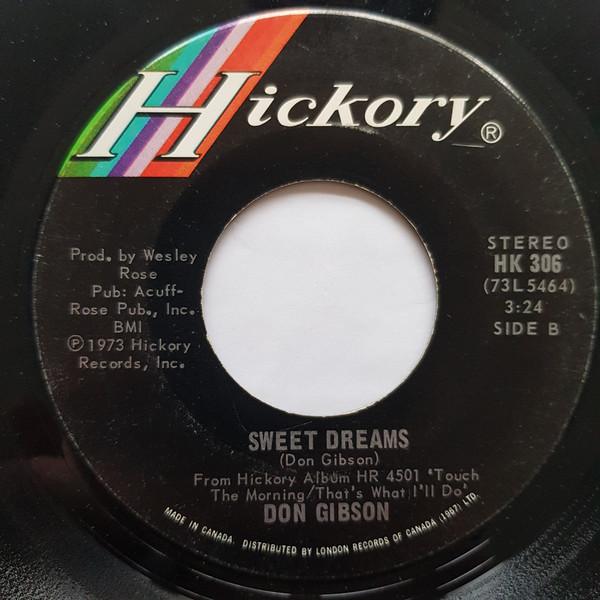 Hickory®
Prod. by Wesley
Rose
Pub: Acuff-
Rose Pub., Inc.
BMI
℗1973 Hickory
Records, Inc.
STEREO
HK 306
(73L5464)
3:24
SIDE B
SWEET DREAMS
(Don Gibson)
From Hickory Album HR 4501 'Touch
The Morning/That's What I'll Do'
DON GIBSON
MADE IN CANADA. DISTRIBUTED BY LONDON RECORDS OF CANADA (1967) LTD.